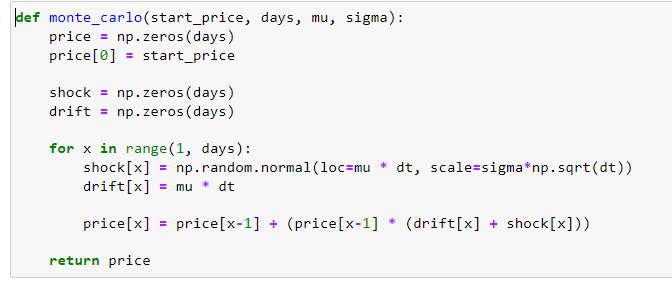 def monte_carlo(start_price, days, mu, sigma):
    price = np.zeros(days)
    price[0] = start_price
    shock = np.zeros(days)
    drift = np.zeros(days)
    for x in range(1, days):
        shock[x] = np.random.normal(loc=mu * dt, scale=sigma*np.sqrt(dt))
        drift[x] = mu * dt
        price[x] = price[x-1] + (price[x-1] * (drift[x] + shock[x]))
    return price